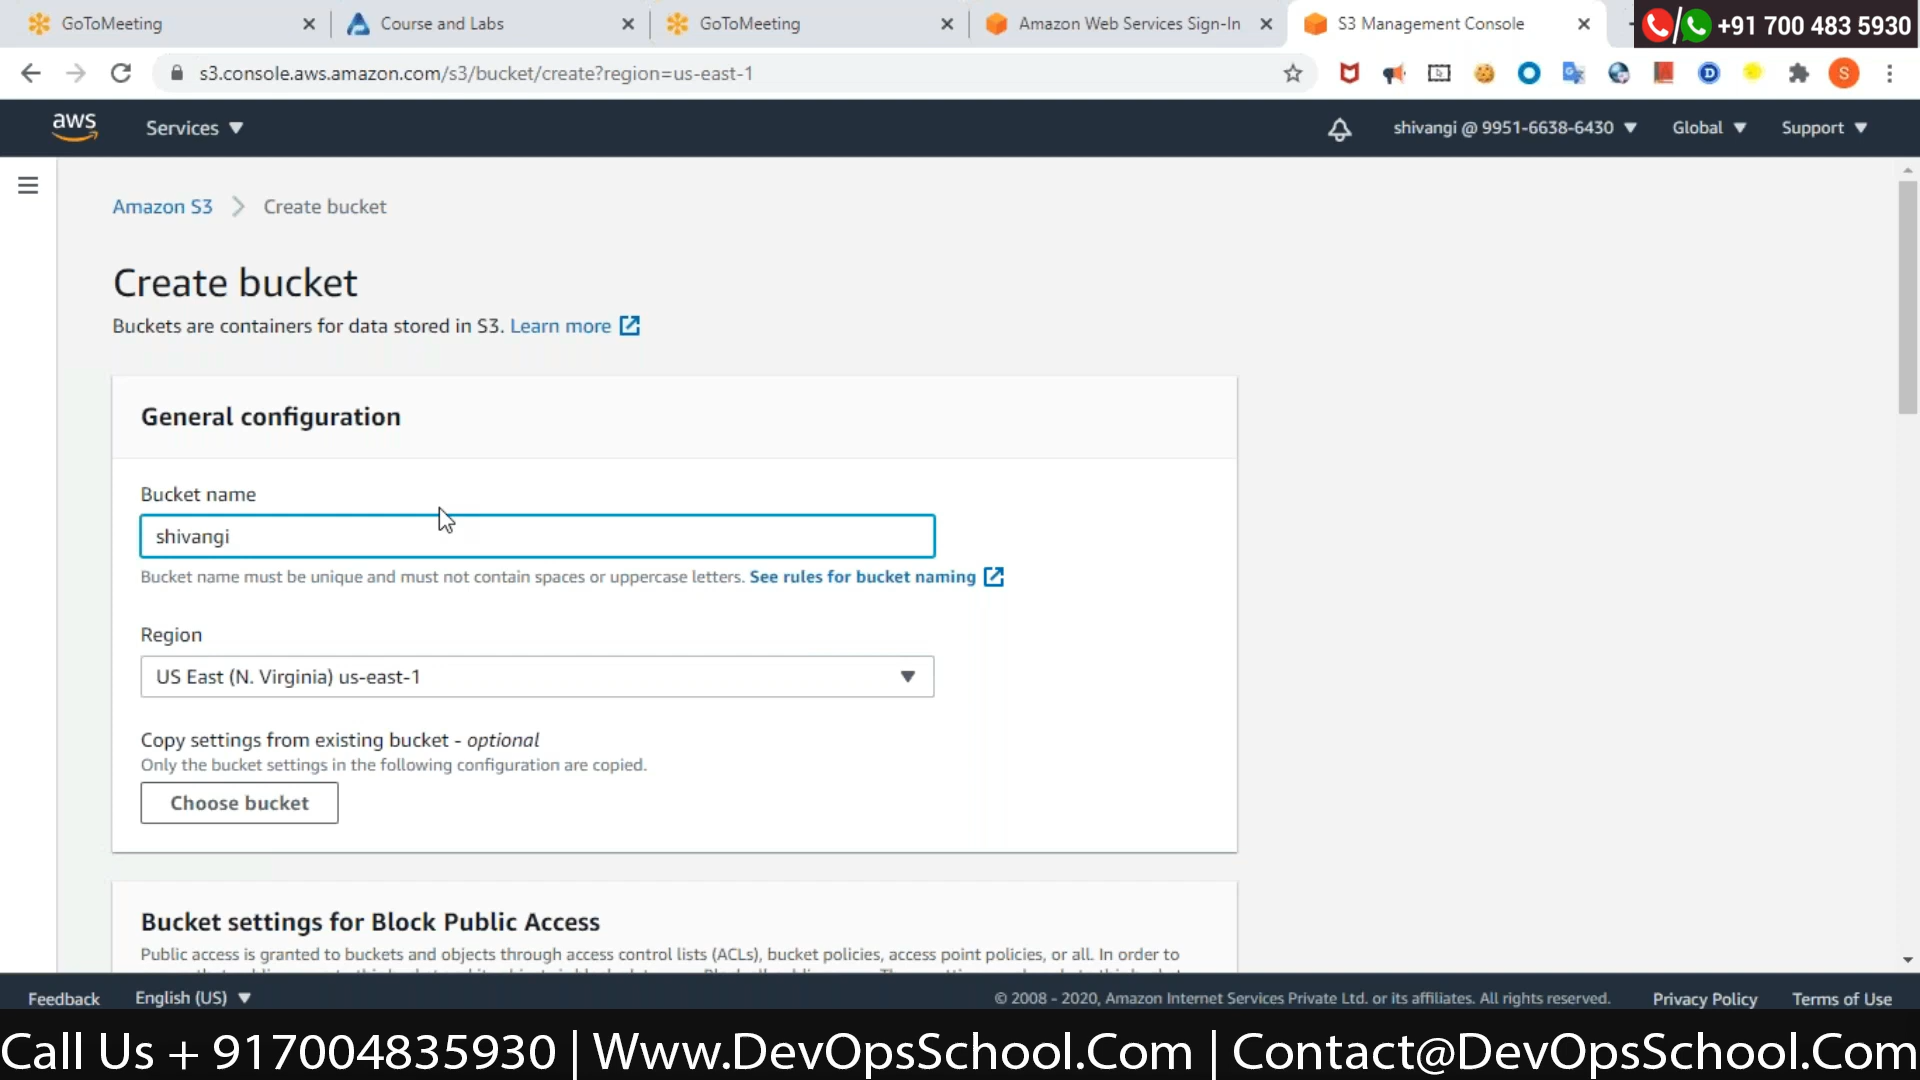 GoToMeeting
Course and Labs
GoToMeeting
Amazon Web Services Sign-In
S3 Management Console
+91 700 483 5930
s3.console.aws.amazon.com/s3/bucket/create?region=us-east-1
S
aws
Services
shivangi @ 9951-6638-6430
Global
Support
Amazon S3
Create bucket
Create bucket
Buckets are containers for data stored in S3. Learn more
General configuration
Bucket name
shivangi
Bucket name must be unique and must not contain spaces or uppercase letters. See rules for bucket naming
Region
US East (N. Virginia) us-east-1
Copy settings from existing bucket - optional
Only the bucket settings in the following configuration are copied.
Choose bucket
Bucket settings for Block Public Access
Public access is granted to buckets and objects through access control lists (ACLs), bucket policies, access point policies, or all. In order to
Feedback
English (US)
© 2008 - 2020, Amazon Internet Services Private Ltd. or its affiliates. All rights reserved.
Privacy Policy
Terms of Use
Call Us + 917004835930 | Www.DevOpsSchool.Com | Contact@DevOpsSchool.Com